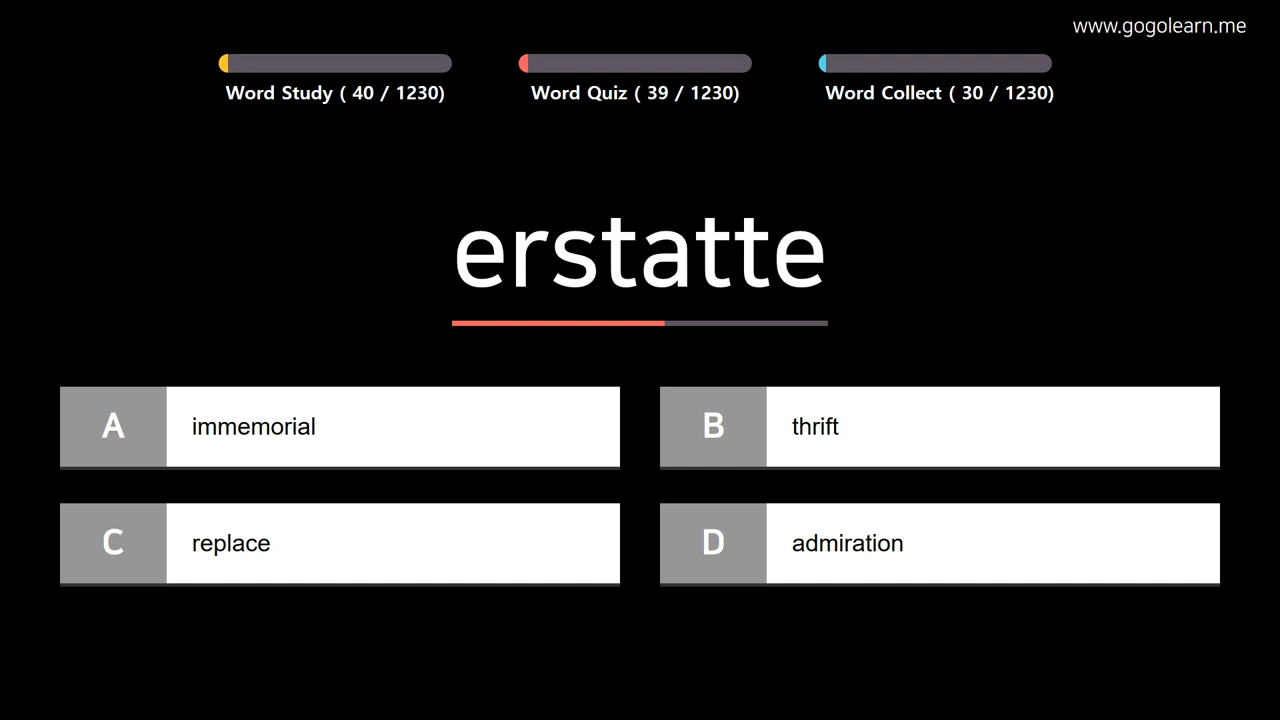 www.gogolearn.me
Word Study ( 40 / 1230)
Word Quiz ( 39 / 1230)
Word Collect ( 30 / 1230)
erstatte
A immemorial
B thrift
C replace
D admiration